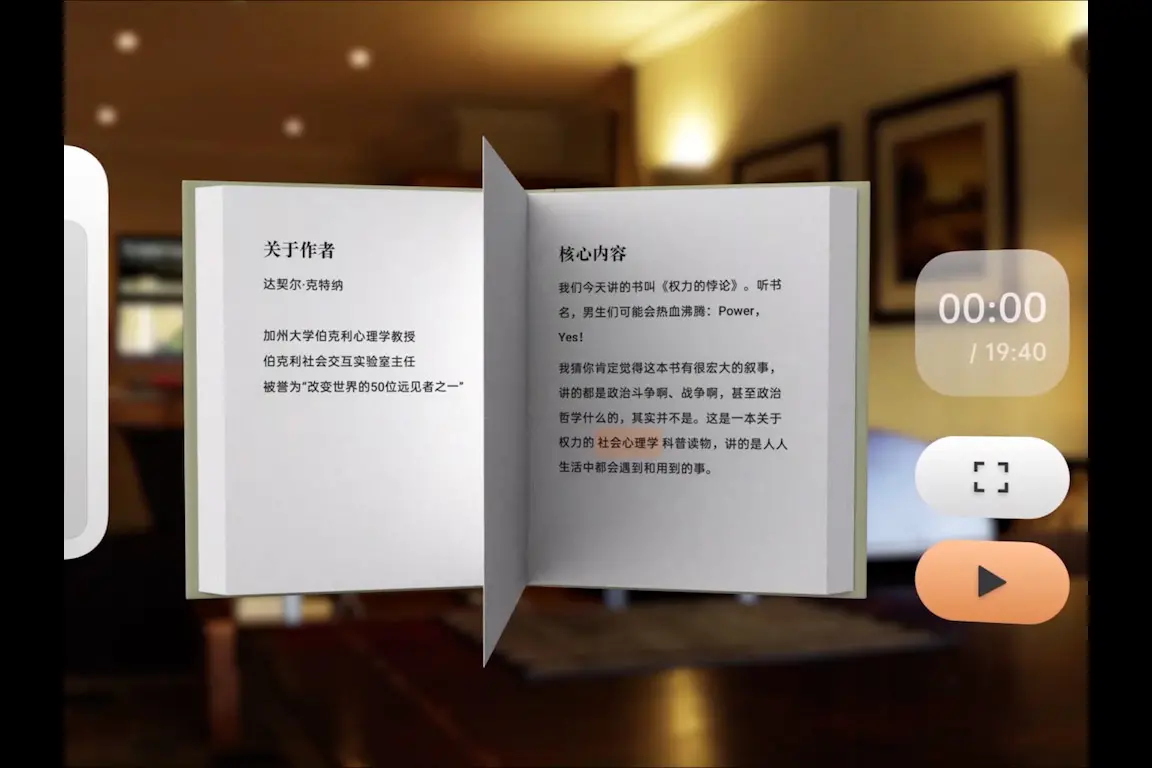 关于作者
达契尔·克特纳
加州大学伯克利心理学教授
伯克利社会交互实验室主任
被誉为“改变世界的50位远见者之一”
核心内容
我们今天讲的书叫《权力的悖论》。听书
名，男生们可能会热血沸腾：Power，
Yes！
我猜你肯定觉得这本书有很宏大的叙事，
讲的都是政治斗争啊、战争啊，甚至政治
哲学什么的，其实并不是。这是一本关于
权力的社会心理学科普读物，讲的是人人
生活中都会遇到和用到的事。
00:00
/ 19:40